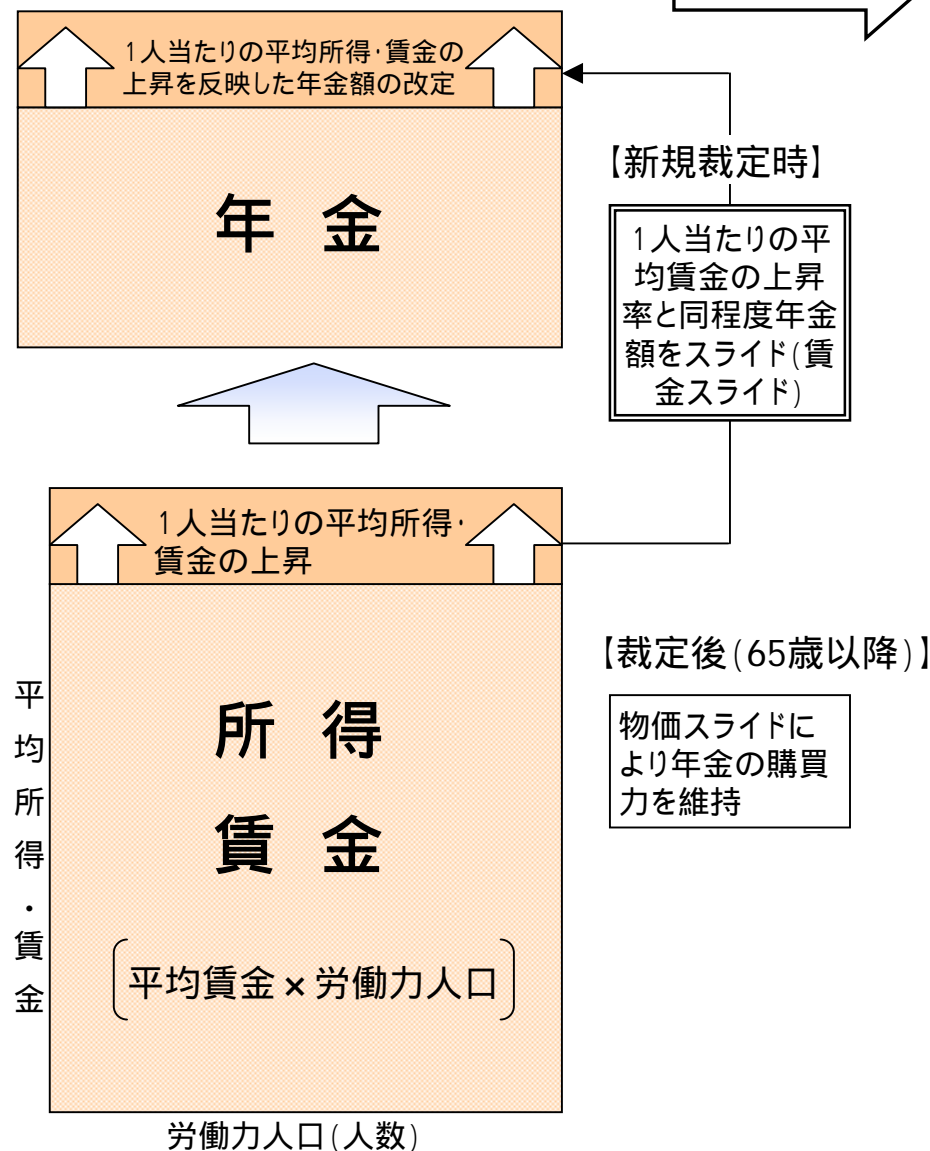 1人当たりの平均所得･賃金の
上昇を反映した年金額の改定
年 金
【新規裁定時】
1人当たりの平
均賃金の上昇
率と同程度年金
額をスライド(賃
金スライド)
1人当たりの平均所得･
賃金の上昇
【裁定後(65歳以降)】
物価スライドに
より年金の購買
力を維持
平均所得・賃金
所 得
賃 金
平均賃金×労働力人口
労働力人口(人数)